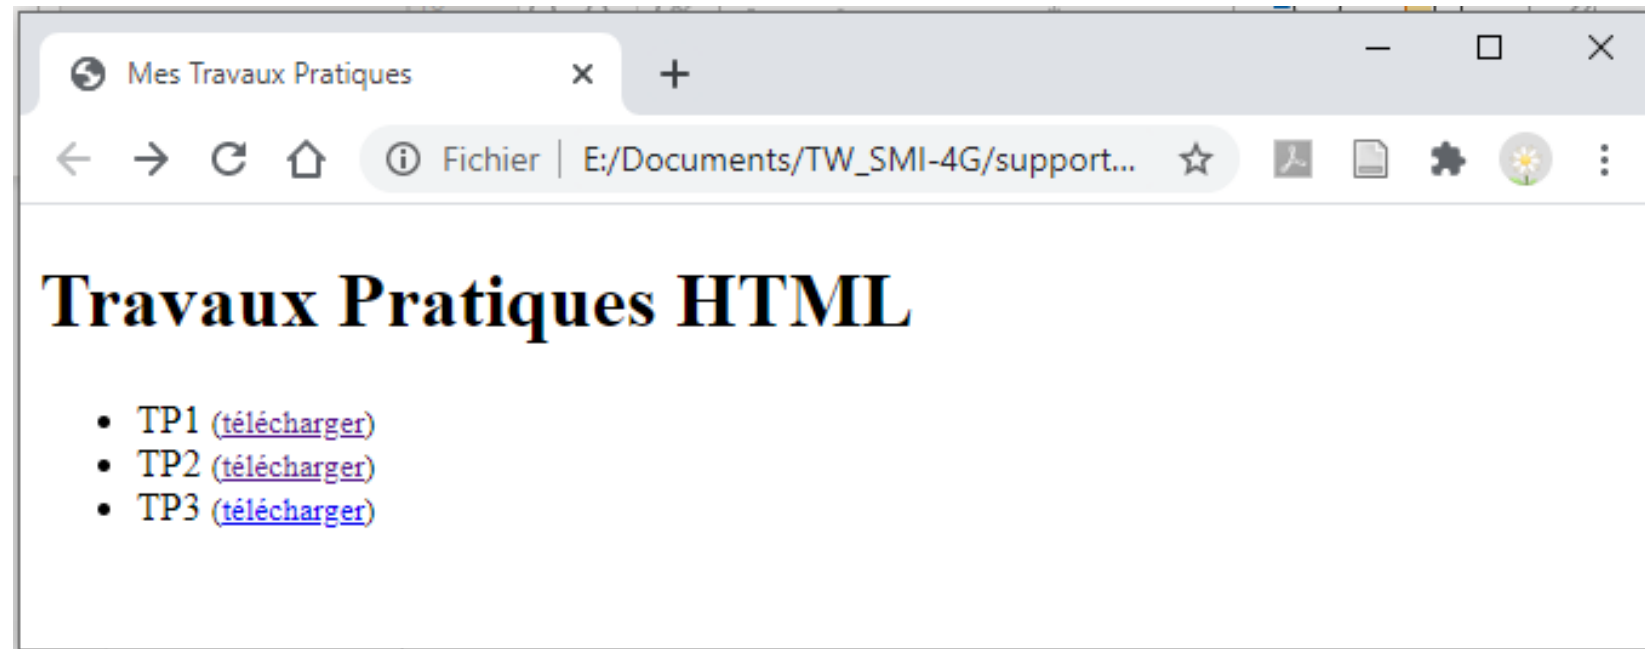 Mes Travaux Pratiques
Fichier | E:/Documents/TW_SMI-4G/support...
Travaux Pratiques HTML
• TP1 (télécharger)
• TP2 (télécharger)
• TP3 (télécharger)